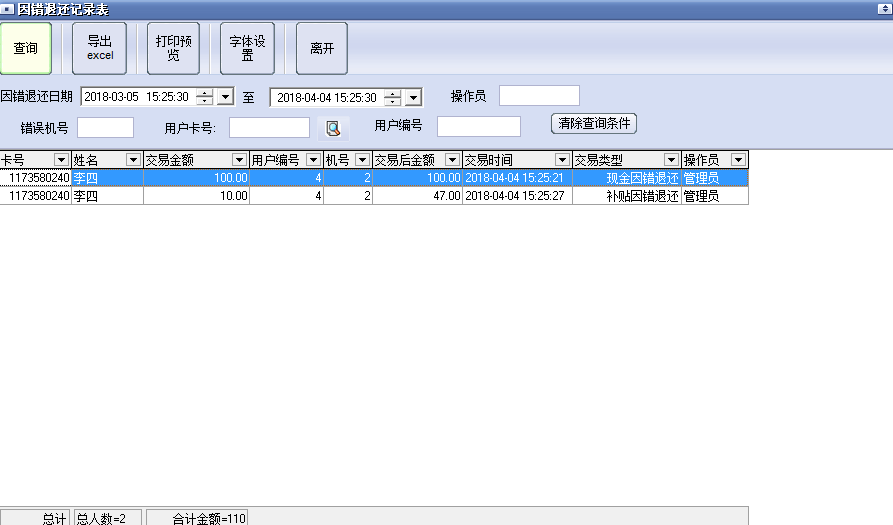 因错退还记录表
查询 导出excel 打印预览 字体设置 离开
因错退还日期 2018-03-05 15:25:30 至 2018-04-04 15:25:30 操作员
错误机号 用户卡号: 用户编号 清除查询条件
卡号 姓名 交易金额 用户编号 机号 交易后金额 交易时间 交易类型 操作员
1173580240 李四 100.00 4 2 100.00 2018-04-04 15:25:21 现金因错退还 管理员
1173580240 李四 10.00 4 2 47.00 2018-04-04 15:25:27 补贴因错退还 管理员
总计 总人数=2 合计金额=110